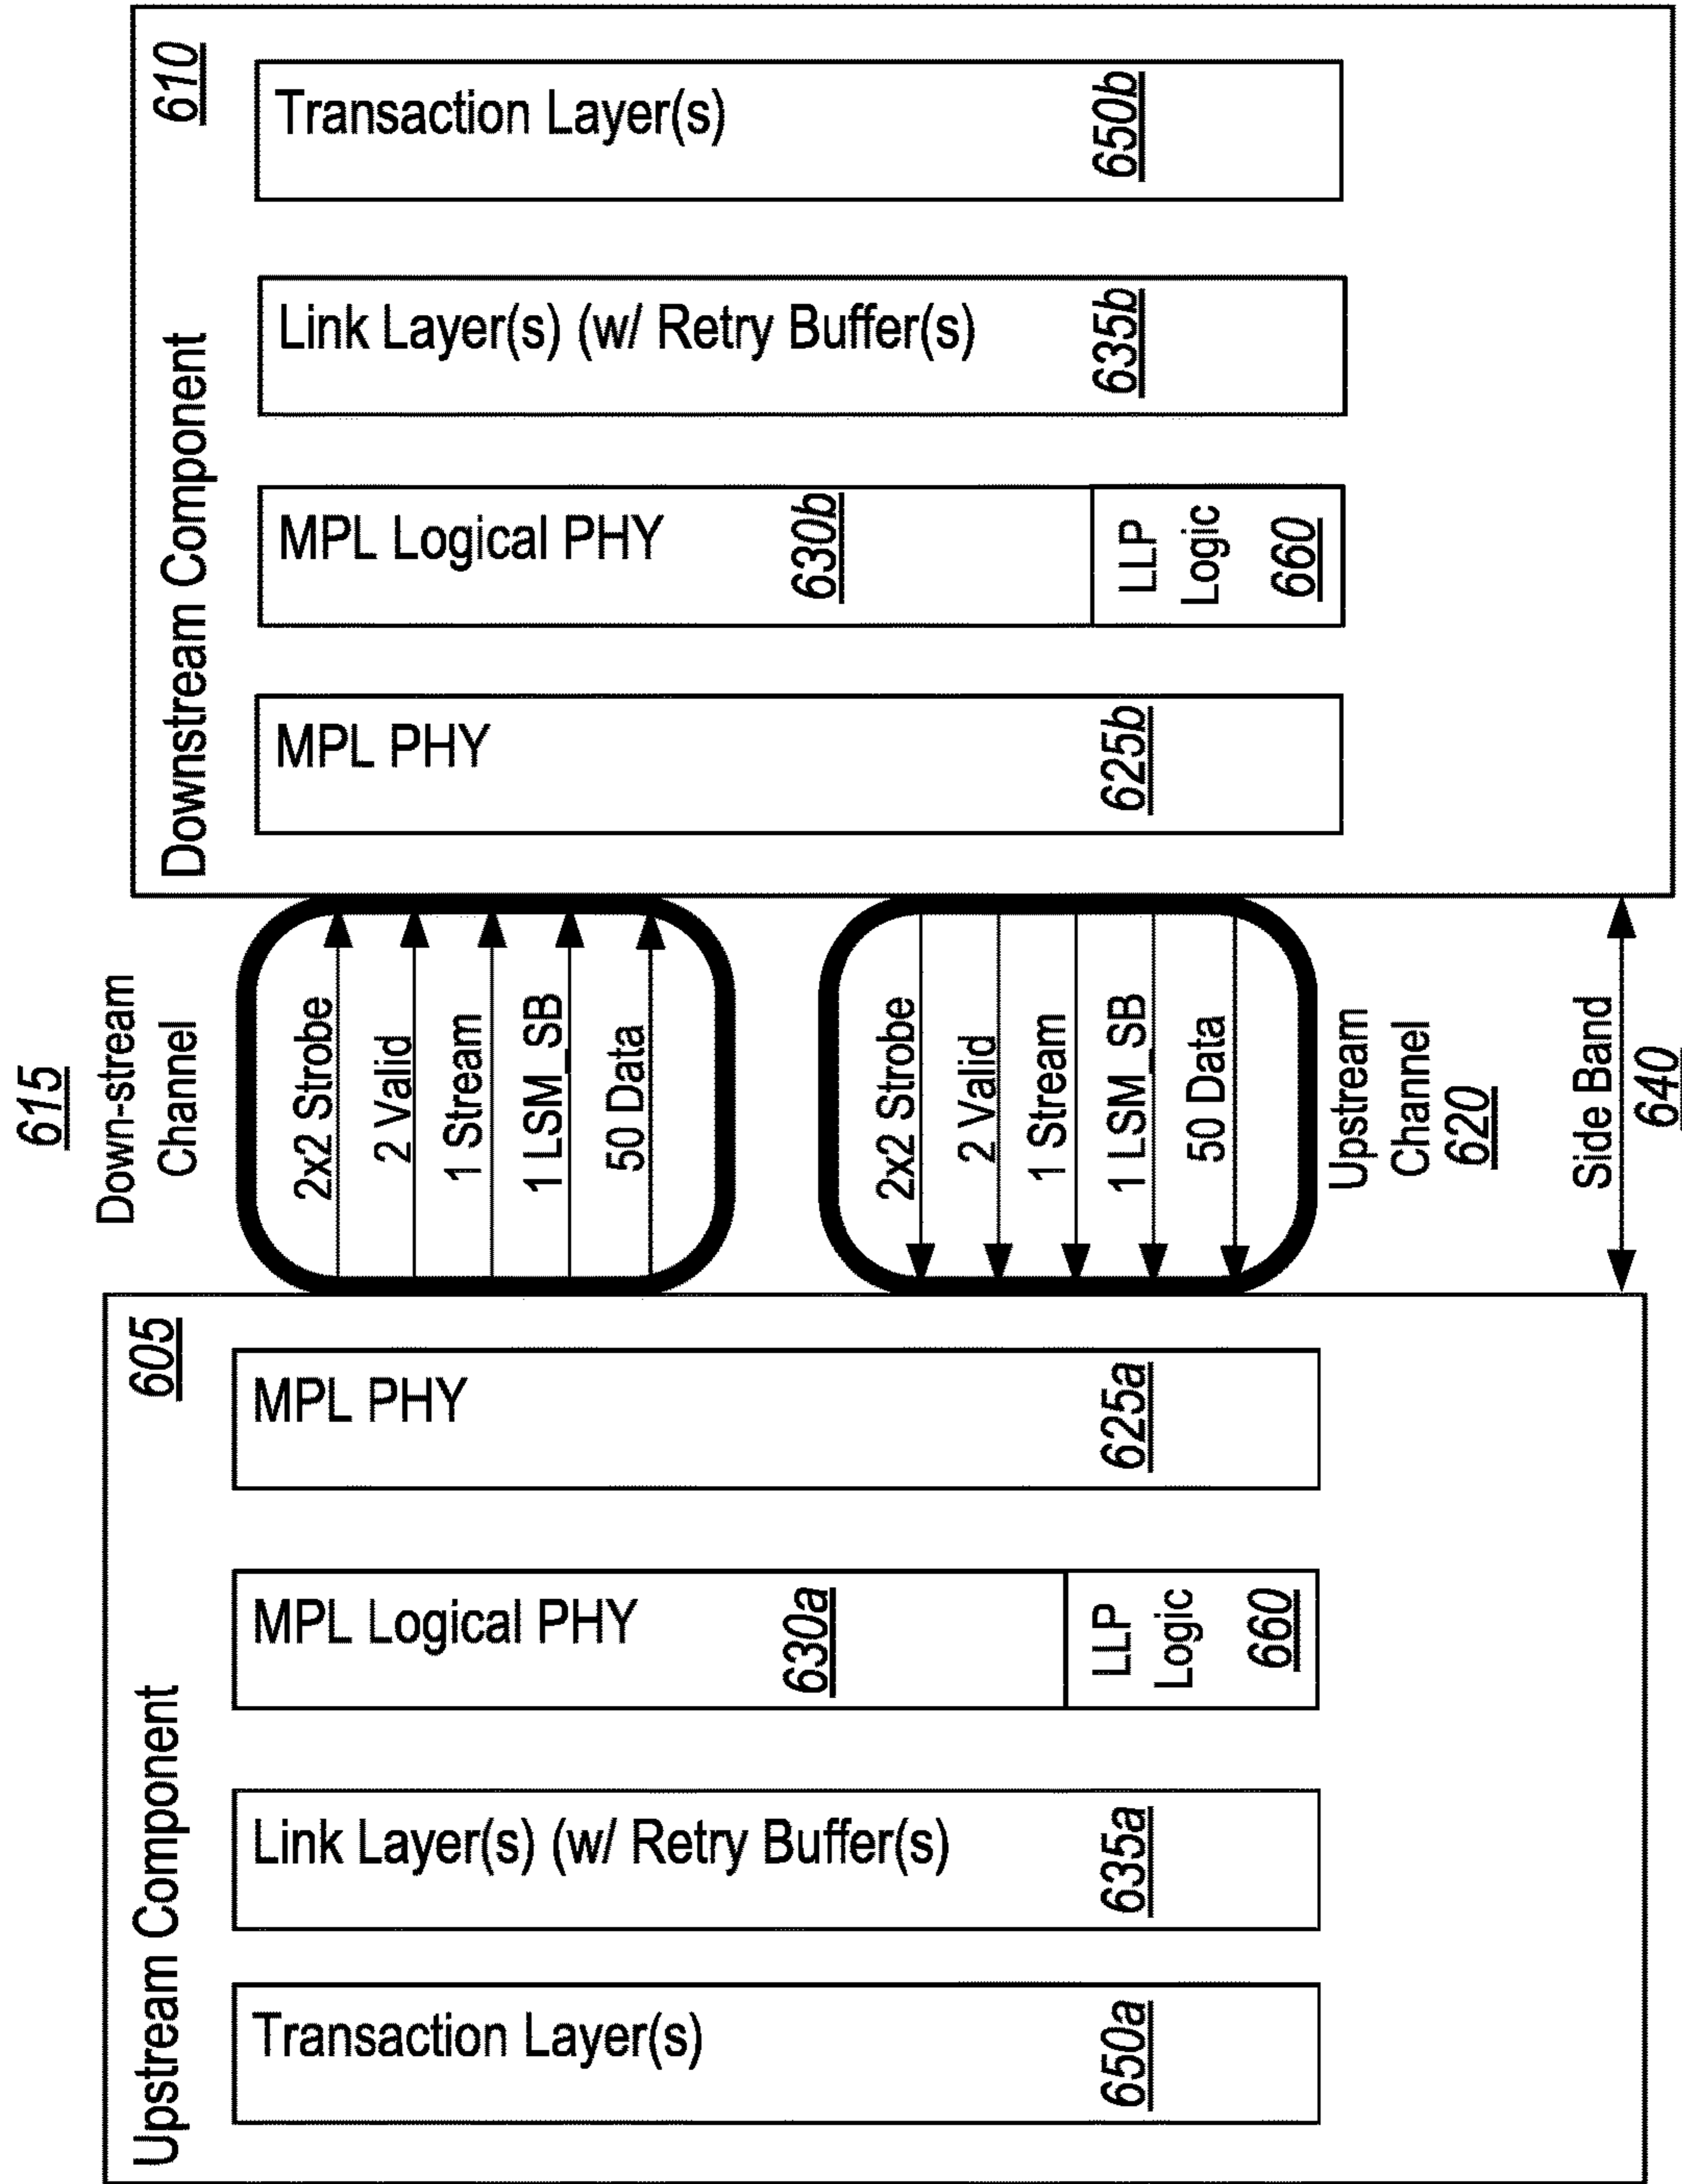 Upstream Component
605
Transaction Layer(s)
650a
Link Layer(s) (w/ Retry Buffer(s)
635a
MPL Logical PHY
630a
LLP
Logic
660
MPL PHY
625a
615
Down-stream
Channel
2x2 Strobe
2 Valid
1 Stream
1 LSM_SB
50 Data
2x2 Strobe
2 Valid
1 Stream
1 LSM_SB
50 Data
Upstream
Channel
620
Side Band
640
Downstream Component
610
MPL PHY
625b
MPL Logical PHY
630b
LLP
Logic
660
Link Layer(s) (w/ Retry Buffer(s)
635b
Transaction Layer(s)
650b